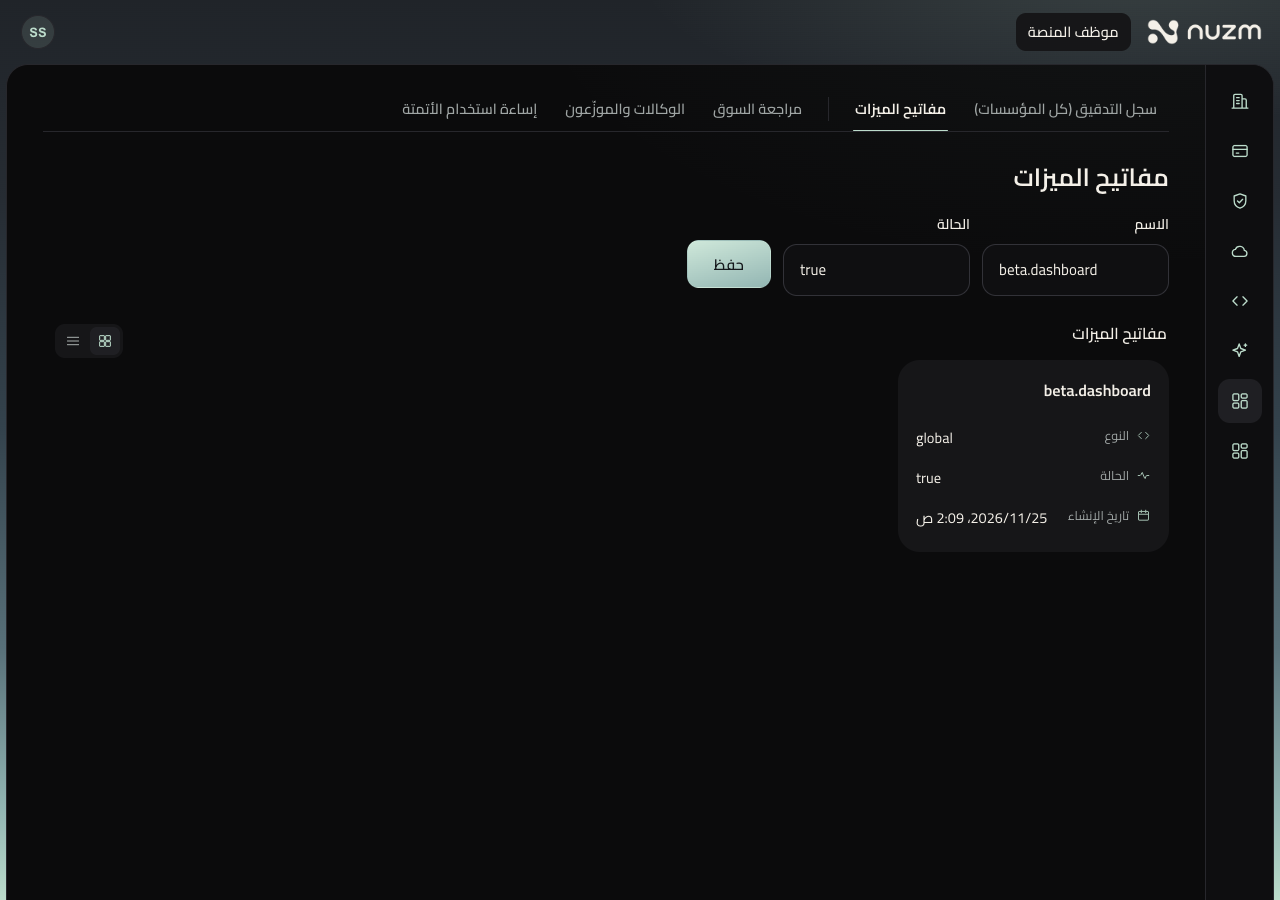 nuzm
موظف المنصة
SS
سجل التدقيق (كل المؤسسات)
مفاتيح الميزات
مراجعة السوق
الوكالات والموزّعون
إساءة استخدام الأتمتة
مفاتيح الميزات
الاسم
الحالة
beta.dashboard
true
حفظ
مفاتيح الميزات
beta.dashboard
النوع
global
الحالة
true
تاريخ الإنشاء
2026/11/25، 2:09 ص